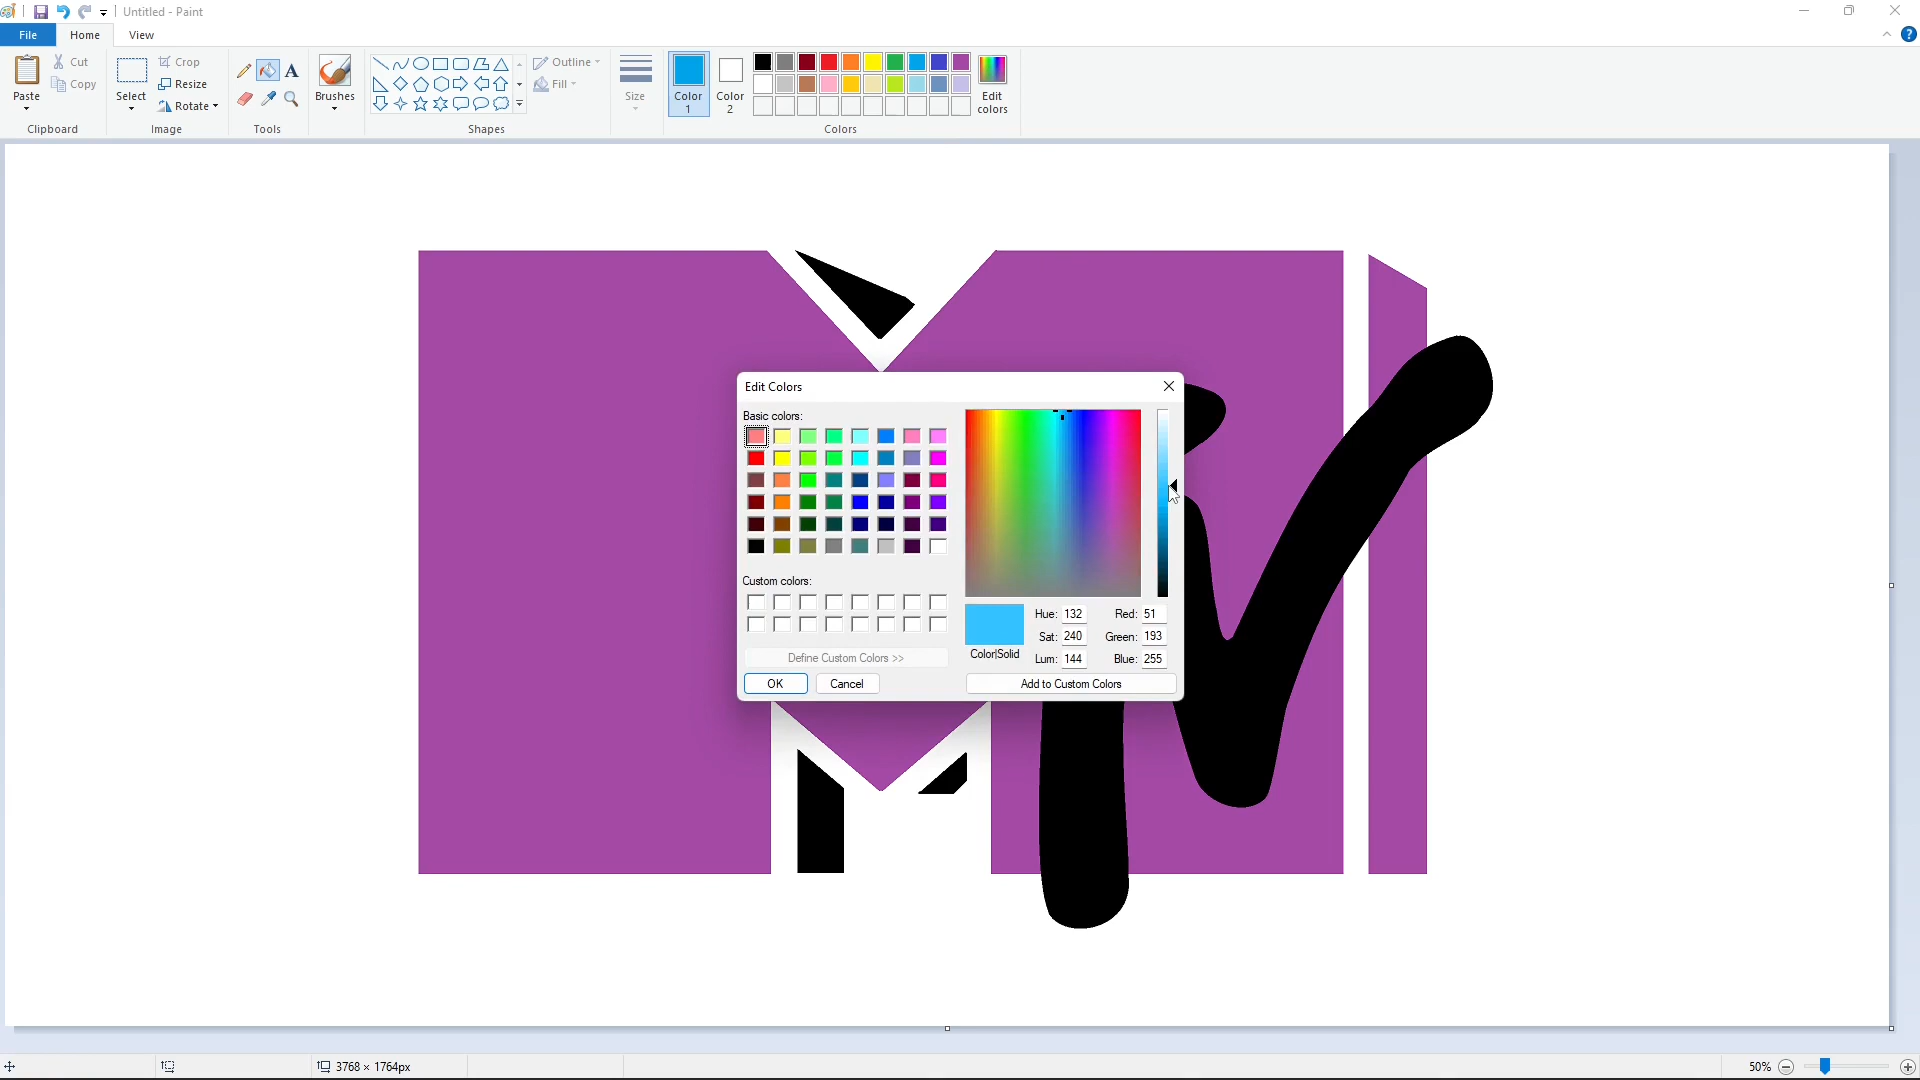 Untitled - Paint
File Home View
Paste
Cut
Copy
Clipboard
Select
Crop
Resize
Rotate
Image
A
Tools
Brushes
Outline
Fill
Shapes
Size
Color 1
Color 2
Edit colors
Colors
Edit Colors
Basic colors:
Custom colors:
Define Custom Colors >>
OK Cancel
Color|Solid
Hue: 132 Red: 51
Sat: 240 Green: 193
Lum: 144 Blue: 255
Add to Custom Colors
3768 × 1764px
50%